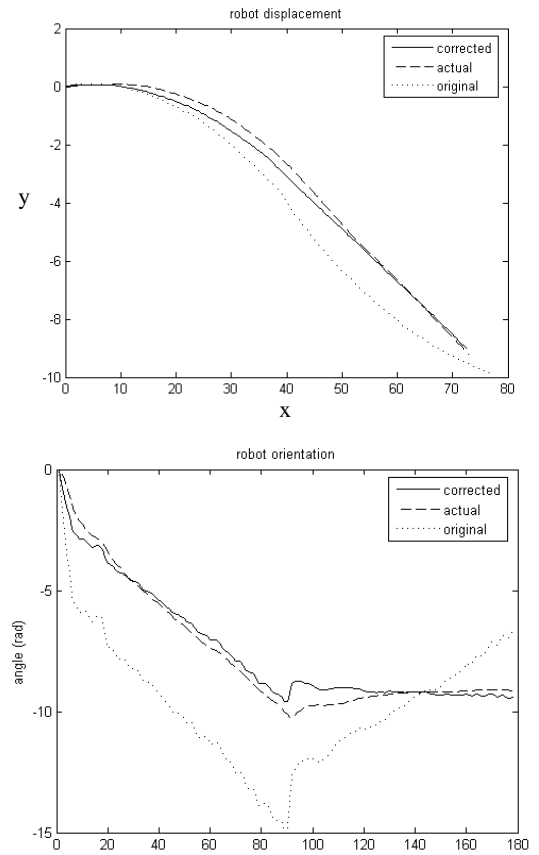 robot displacement
2
0
-2
-4
-6
-8
-10
y
corrected
actual
original
0 10 20 30 40 50 60 70 80
x
robot orientation
0
-5
-10
-15
angle (rad)
corrected
actual
original
0 20 40 60 80 100 120 140 160 180